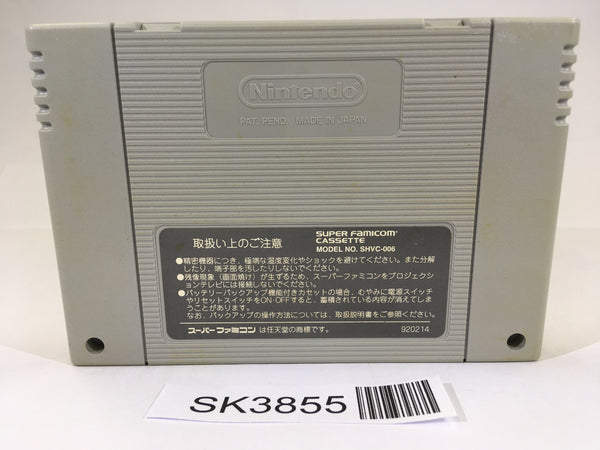 Nintendo
PAT. PEND. MADE IN JAPAN
取扱い上のご注意
SUPER FAMICOM
CASSETTE
MODEL NO. SHVC-006
●精密機器につき、極端な温度変化やショックを避けてください。また分解
したり、端子部を汚したりしないでください。
●残像現象(画面焼け)が生ずるため、スーパーファミコンをプロジェクシ
ョンテレビには接続しないでください。
●バッテリーバックアップ機能付きカセットの場合、むやみに電源スイッチ
やリセットスイッチをON・OFFすると、蓄積されている内容が消えてしま
うことがあります。
なお、バックアップの操作方法については、取扱説明書をご参照ください。
スーパーファミコン は任天堂の商標です。
920214
SK3855